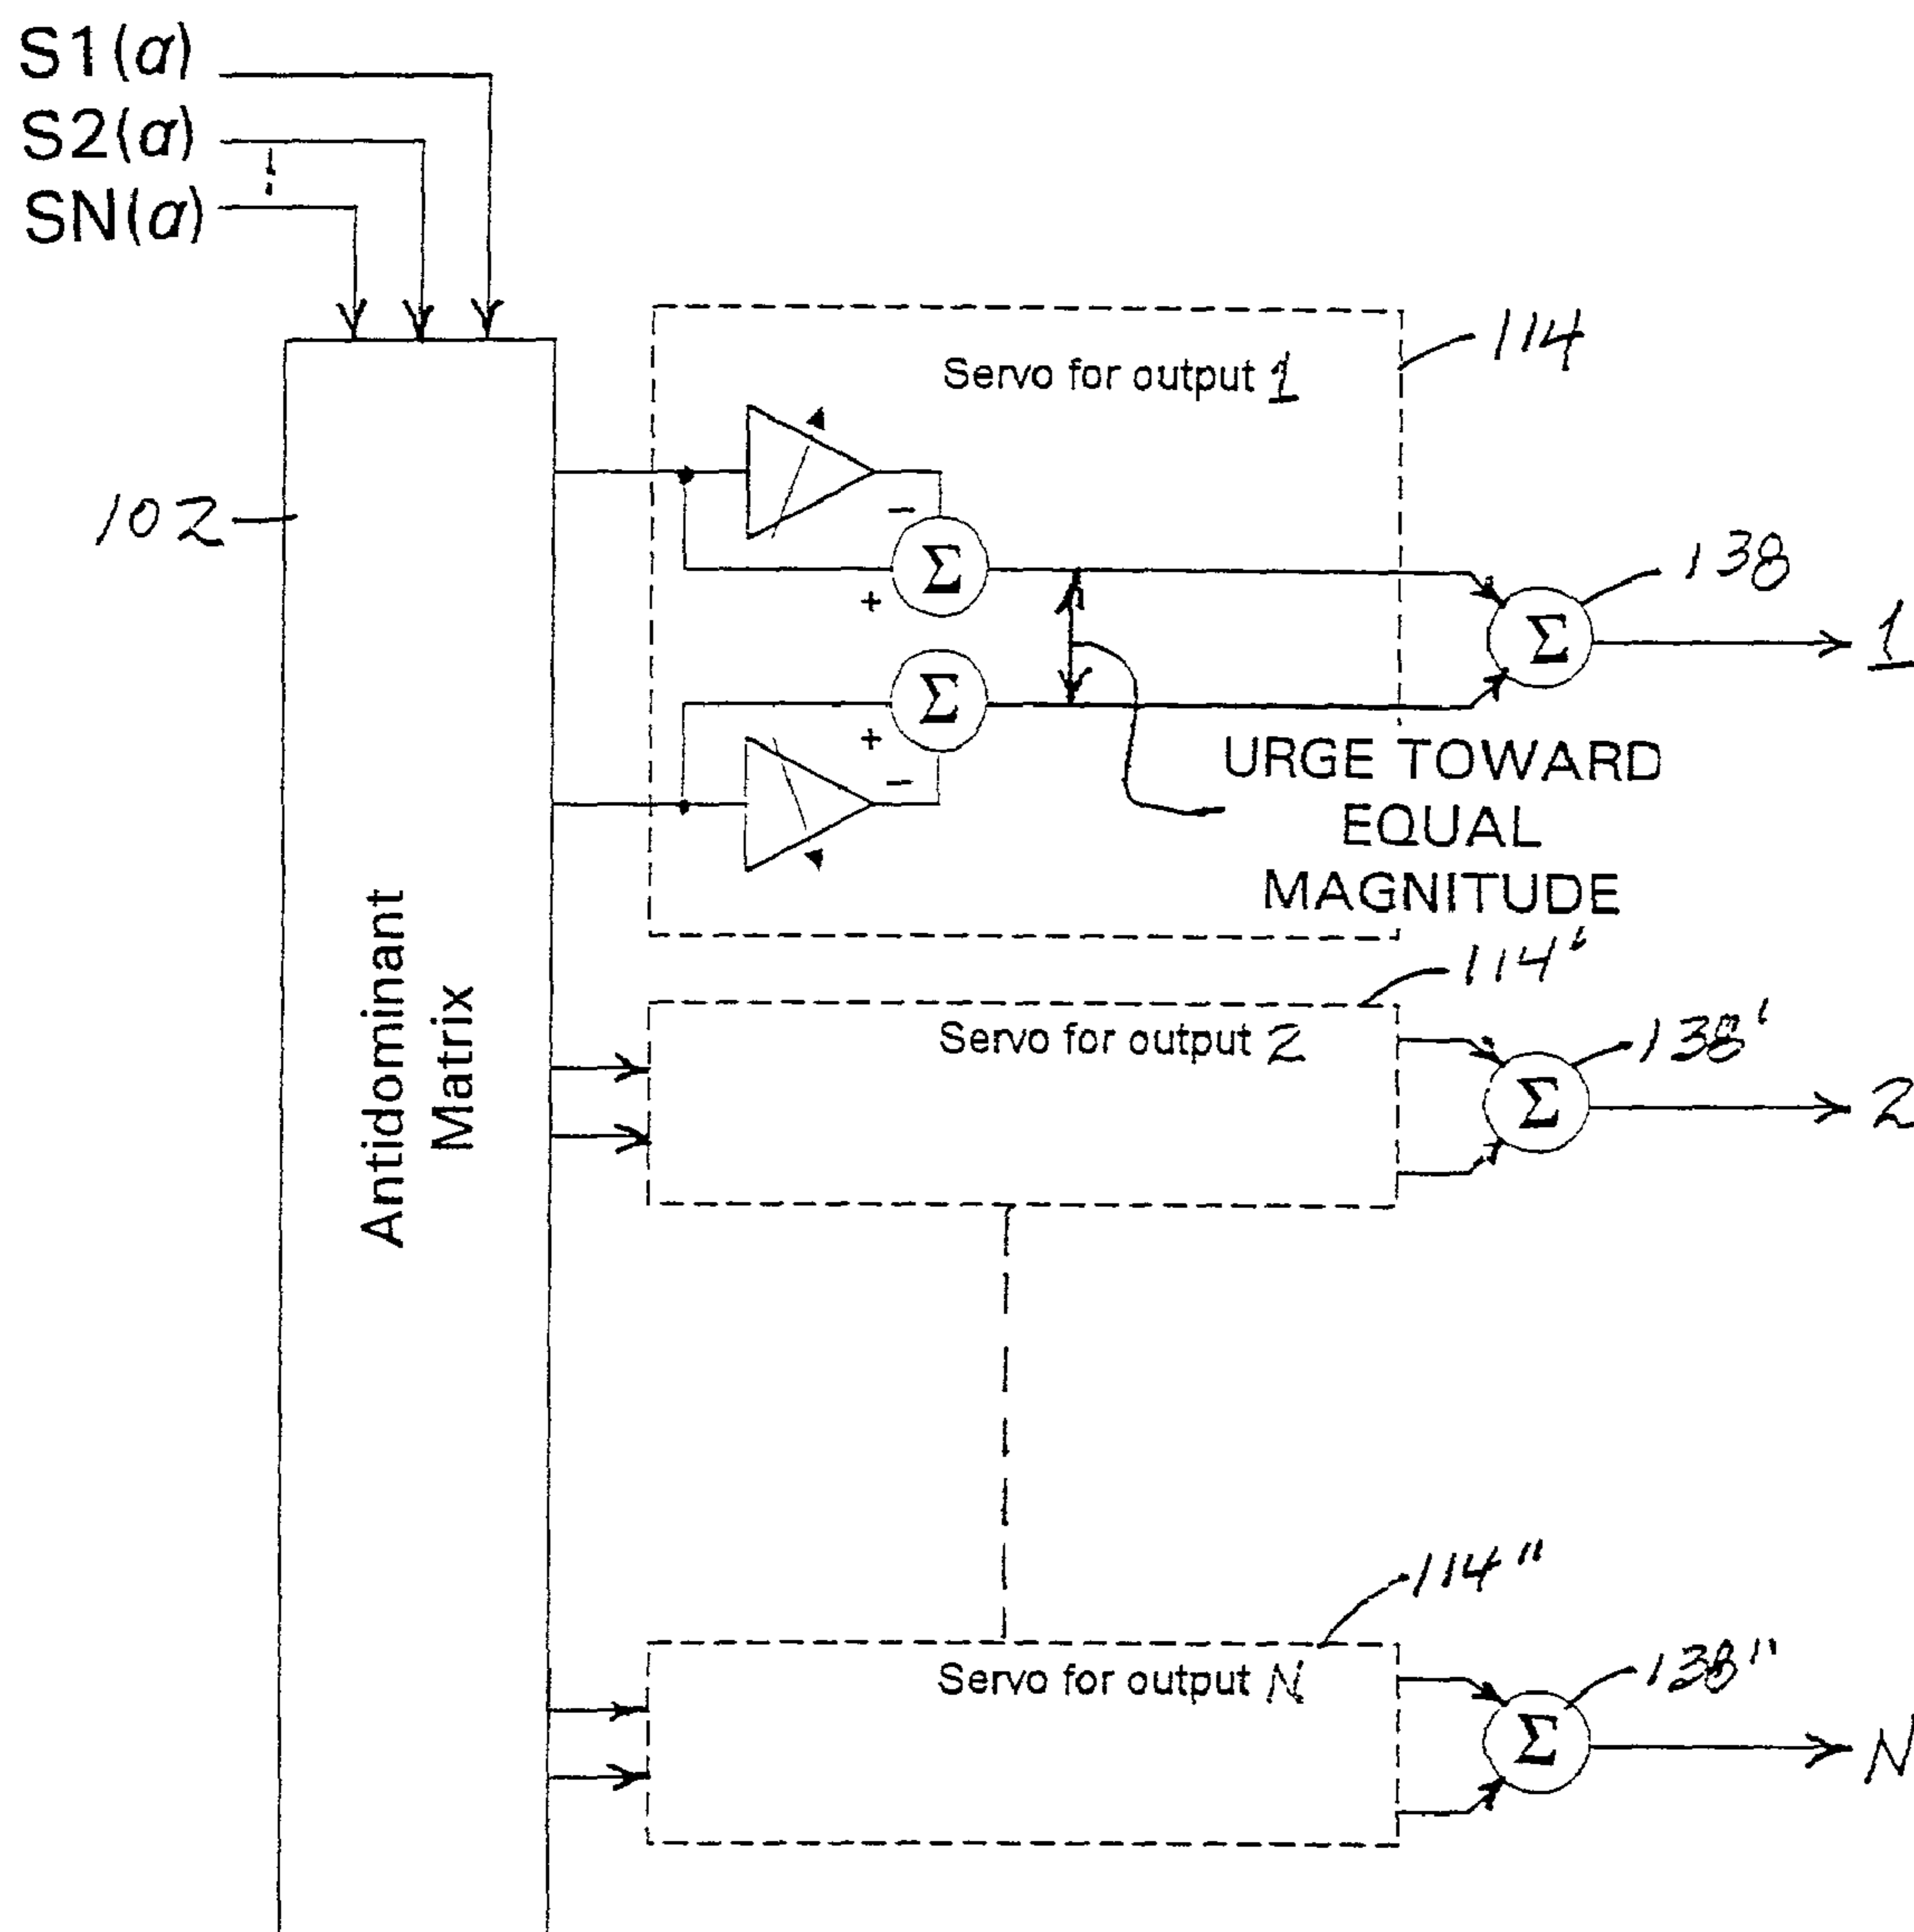 S1(α)
S2(α)
SN(α)
114
Servo for output 1
102
−
Σ
+
138
Σ
1
Σ
+
−
URGE TOWARD
EQUAL
MAGNITUDE
Antidominant
Matrix
114'
Servo for output 2
138'
Σ
2
114"
Servo for output N
138"
Σ
N